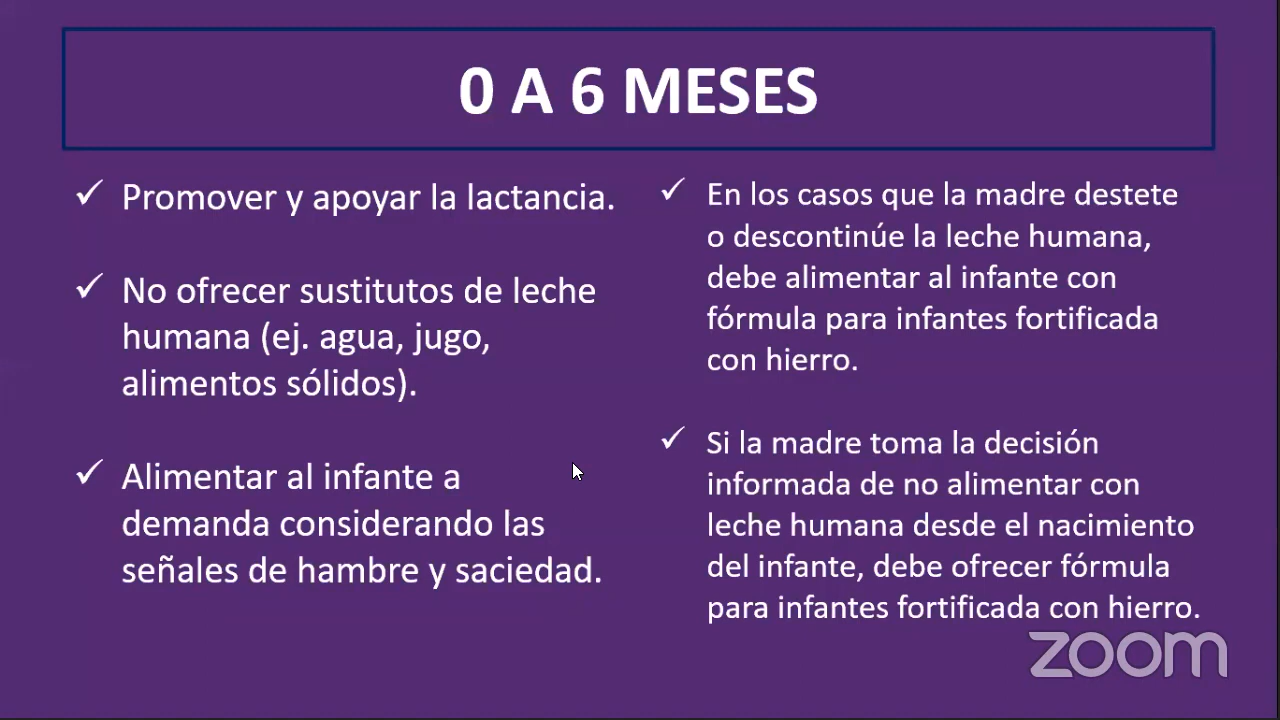 0 A 6 MESES
✓ Promover y apoyar la lactancia.
✓ No ofrecer sustitutos de leche
humana (ej. agua, jugo,
alimentos sólidos).
✓ Alimentar al infante a
demanda considerando las
señales de hambre y saciedad.
✓ En los casos que la madre destete
o descontinúe la leche humana,
debe alimentar al infante con
fórmula para infantes fortificada
con hierro.
✓ Si la madre toma la decisión
informada de no alimentar con
leche humana desde el nacimiento
del infante, debe ofrecer fórmula
para infantes fortificada con hierro.
zoom